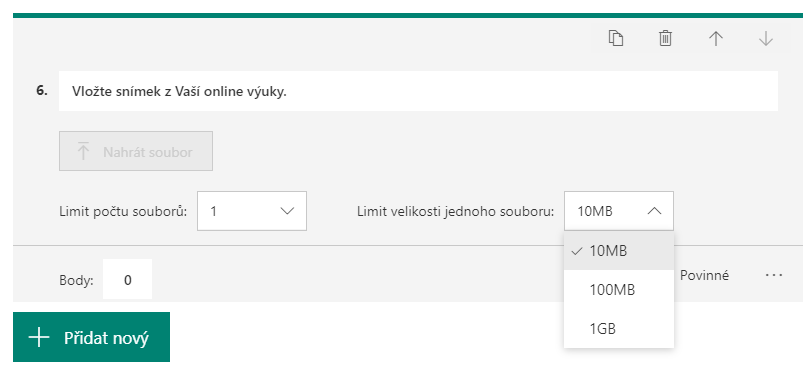 6. Vložte snímek z Vaší online výuky.
Nahrát soubor
Limit počtu souborů: 1 Limit velikosti jednoho souboru: 10MB
10MB
Body: 0 Povinné ...
100MB
1GB
Přidat nový